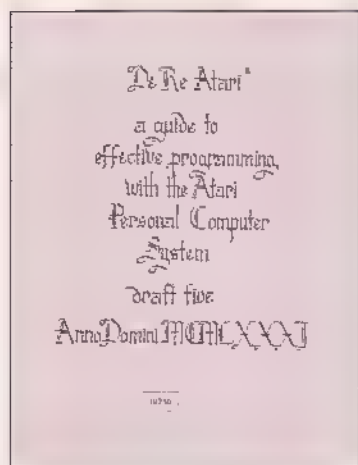 De Re Atari
a guide to
effective programming
with the Atari
Personal Computer
System
draft five
Anno Domini MCMLXXXI